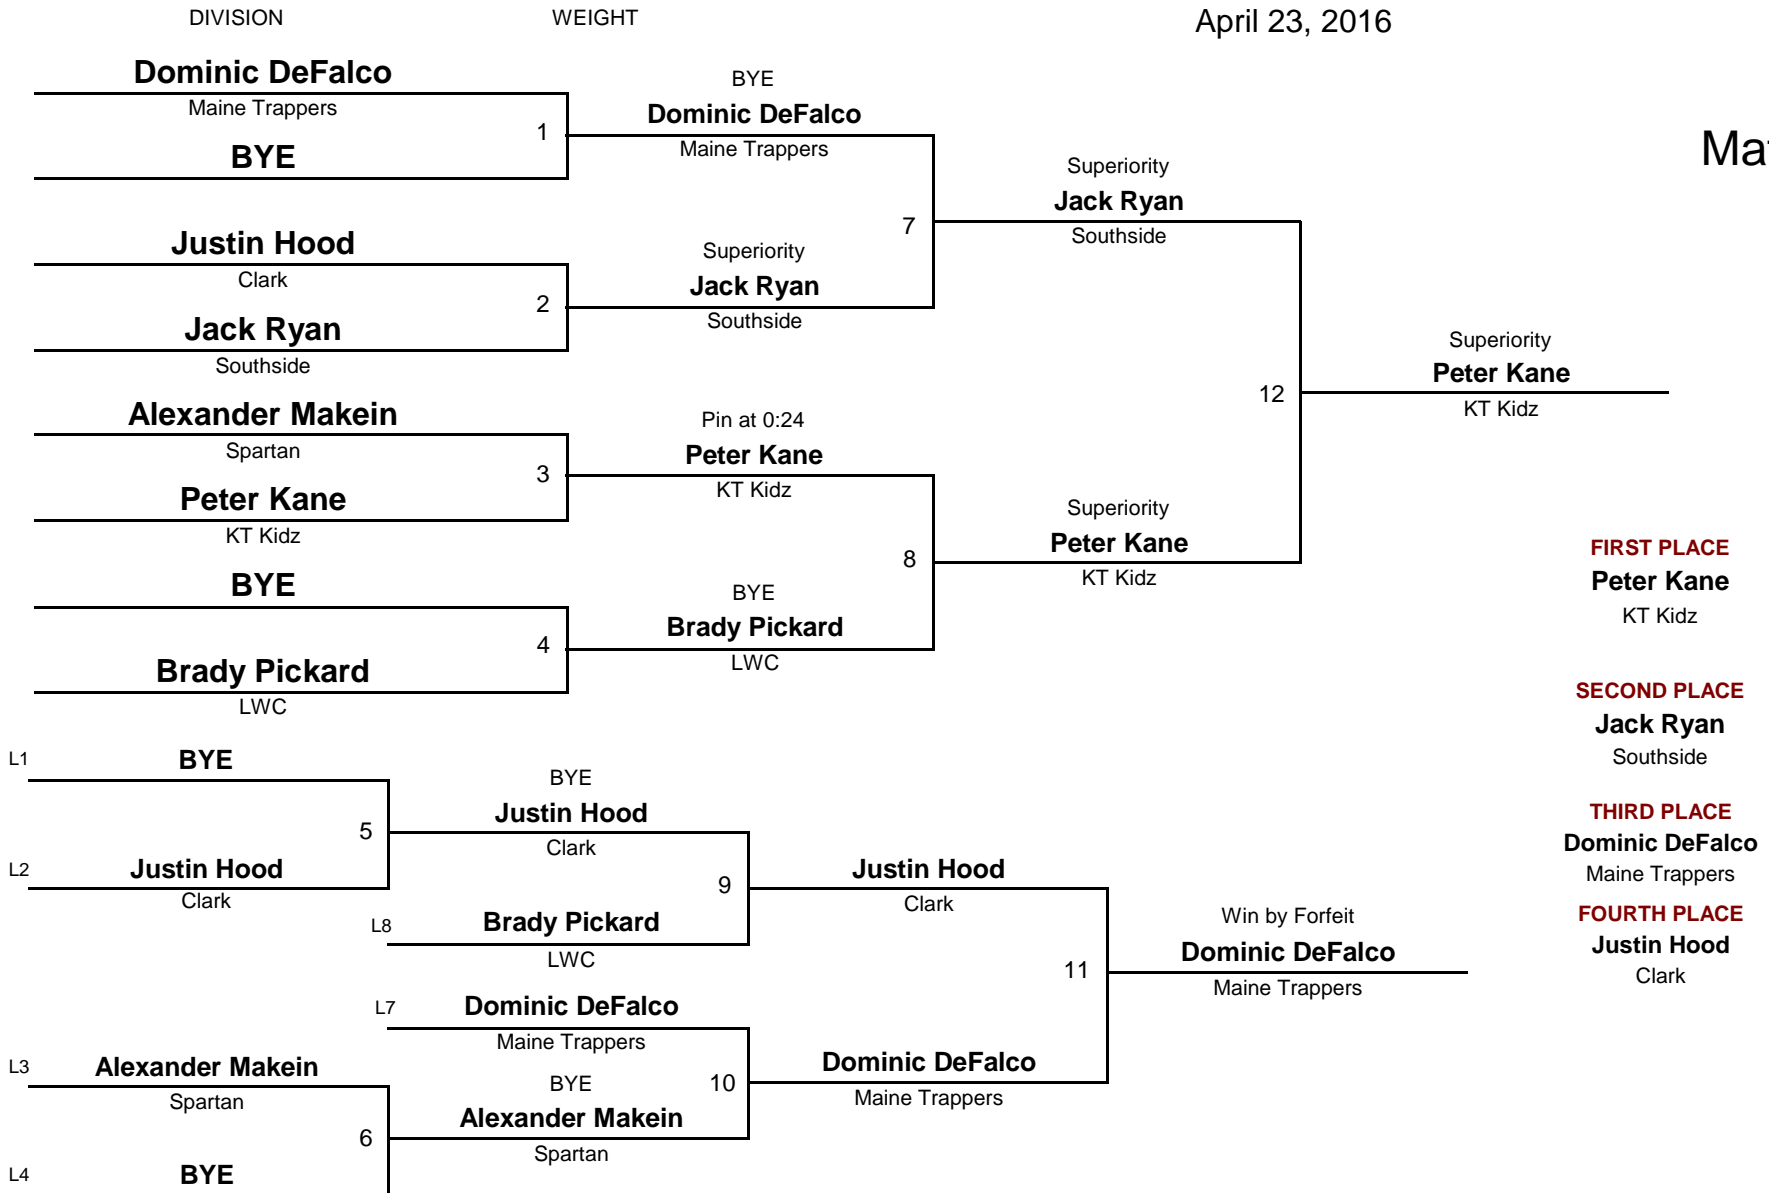 DIVISION WEIGHT April 23, 2016
Dominic DeFalco
Maine Trappers
1
BYE
Justin Hood
Clark
2
Jack Ryan
Southside
Alexander Makein
Spartan
3
Peter Kane
KT Kidz
BYE
4
Brady Pickard
LWC
BYE
Dominic DeFalco
Maine Trappers
7
Superiority
Jack Ryan
Southside
Pin at 0:24
Peter Kane
KT Kidz
8
BYE
Brady Pickard
LWC
Superiority
Jack Ryan
Southside
12
Superiority
Peter Kane
KT Kidz
Superiority
Peter Kane
KT Kidz
FIRST PLACE
Peter Kane
KT Kidz
SECOND PLACE
Jack Ryan
Southside
THIRD PLACE
Dominic DeFalco
Maine Trappers
FOURTH PLACE
Justin Hood
Clark
L1 BYE
5
L2 Justin Hood
Clark
L3 Alexander Makein
Spartan
6
L4 BYE
BYE
Justin Hood
Clark
9
L8 Brady Pickard
LWC
L7 Dominic DeFalco
Maine Trappers
10
BYE
Alexander Makein
Spartan
Justin Hood
Clark
11
Dominic DeFalco
Maine Trappers
Win by Forfeit
Dominic DeFalco
Maine Trappers